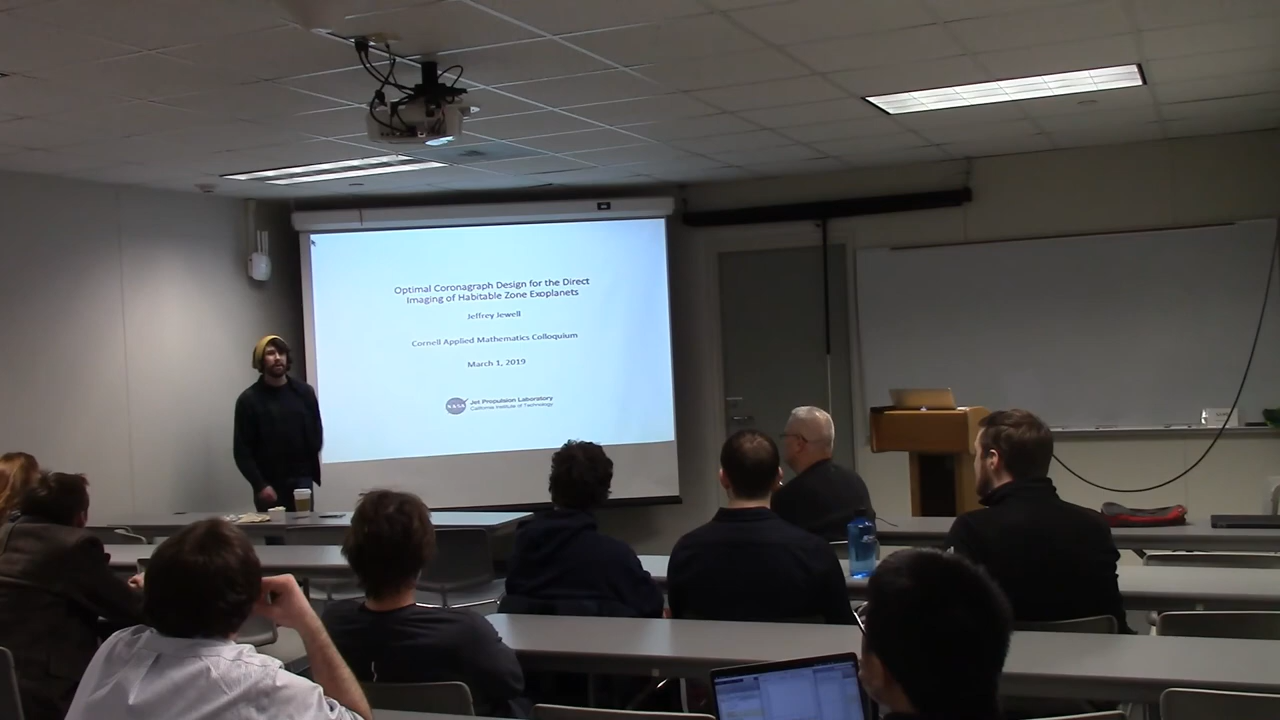 Optimal Coronagraph Design for the Direct
Imaging of Habitable Zone Exoplanets
Jeffrey Jewell
Cornell Applied Mathematics Colloquium
March 1, 2019
NASA
Jet Propulsion Laboratory
California Institute of Technology